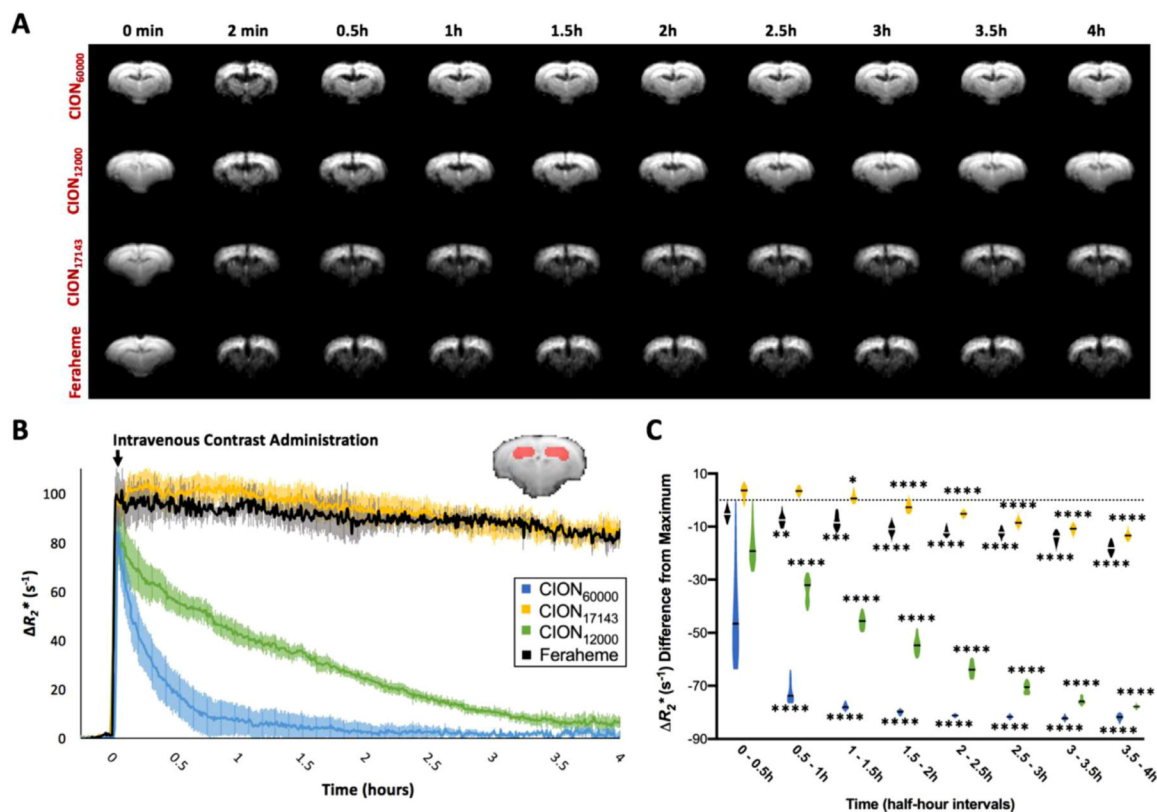 A
0 min 2 min 0.5h 1h 1.5h 2h 2.5h 3h 3.5h 4h
CION60000
CION12000
CION17143
Feraheme
B
Intravenous Contrast Administration
ΔR2* (s-1)
100
80
60
40
20
0
0 0.5 1 1.5 2 2.5 3 3.5 4
Time (hours)
CION60000
CION17143
CION12000
Feraheme
C
ΔR2* (s-1) Difference from Maximum
10
-10
-30
-50
-70
-90
* **** **** **** **** ****
** *** **** **** **** **** ****
**** **** **** **** **** **** ****
**** **** **** **** **** **** ****
0 - 0.5h
0.5 - 1h
1 - 1.5h
1.5 - 2h
2 - 2.5h
2.5 - 3h
3 - 3.5h
3.5 - 4h
Time (half-hour intervals)